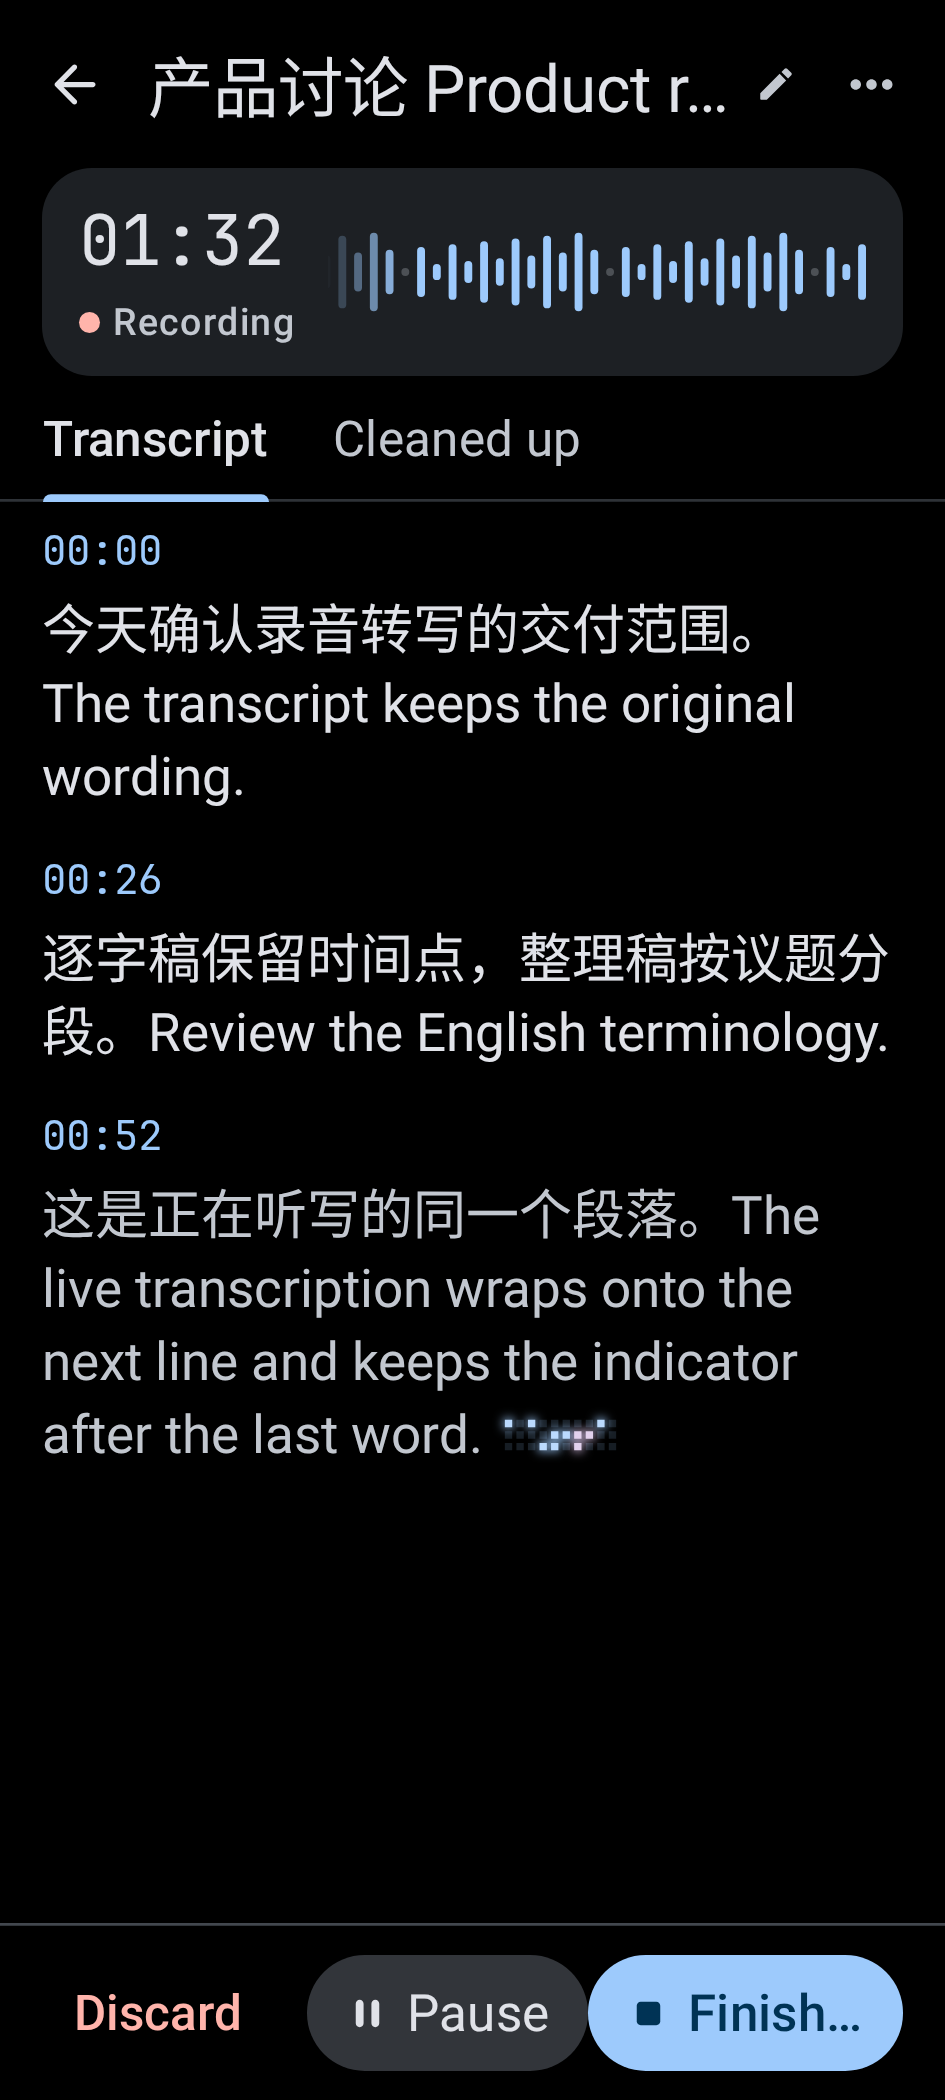 产品讨论 Product r...
01:32
Recording
Transcript Cleaned up
00:00
今天确认录音转写的交付范围。
The transcript keeps the original
wording.
00:26
逐字稿保留时间点，整理稿按议题分
段。Review the English terminology.
00:52
这是正在听写的同一个段落。The
live transcription wraps onto the
next line and keeps the indicator
after the last word.
Discard Pause Finish...